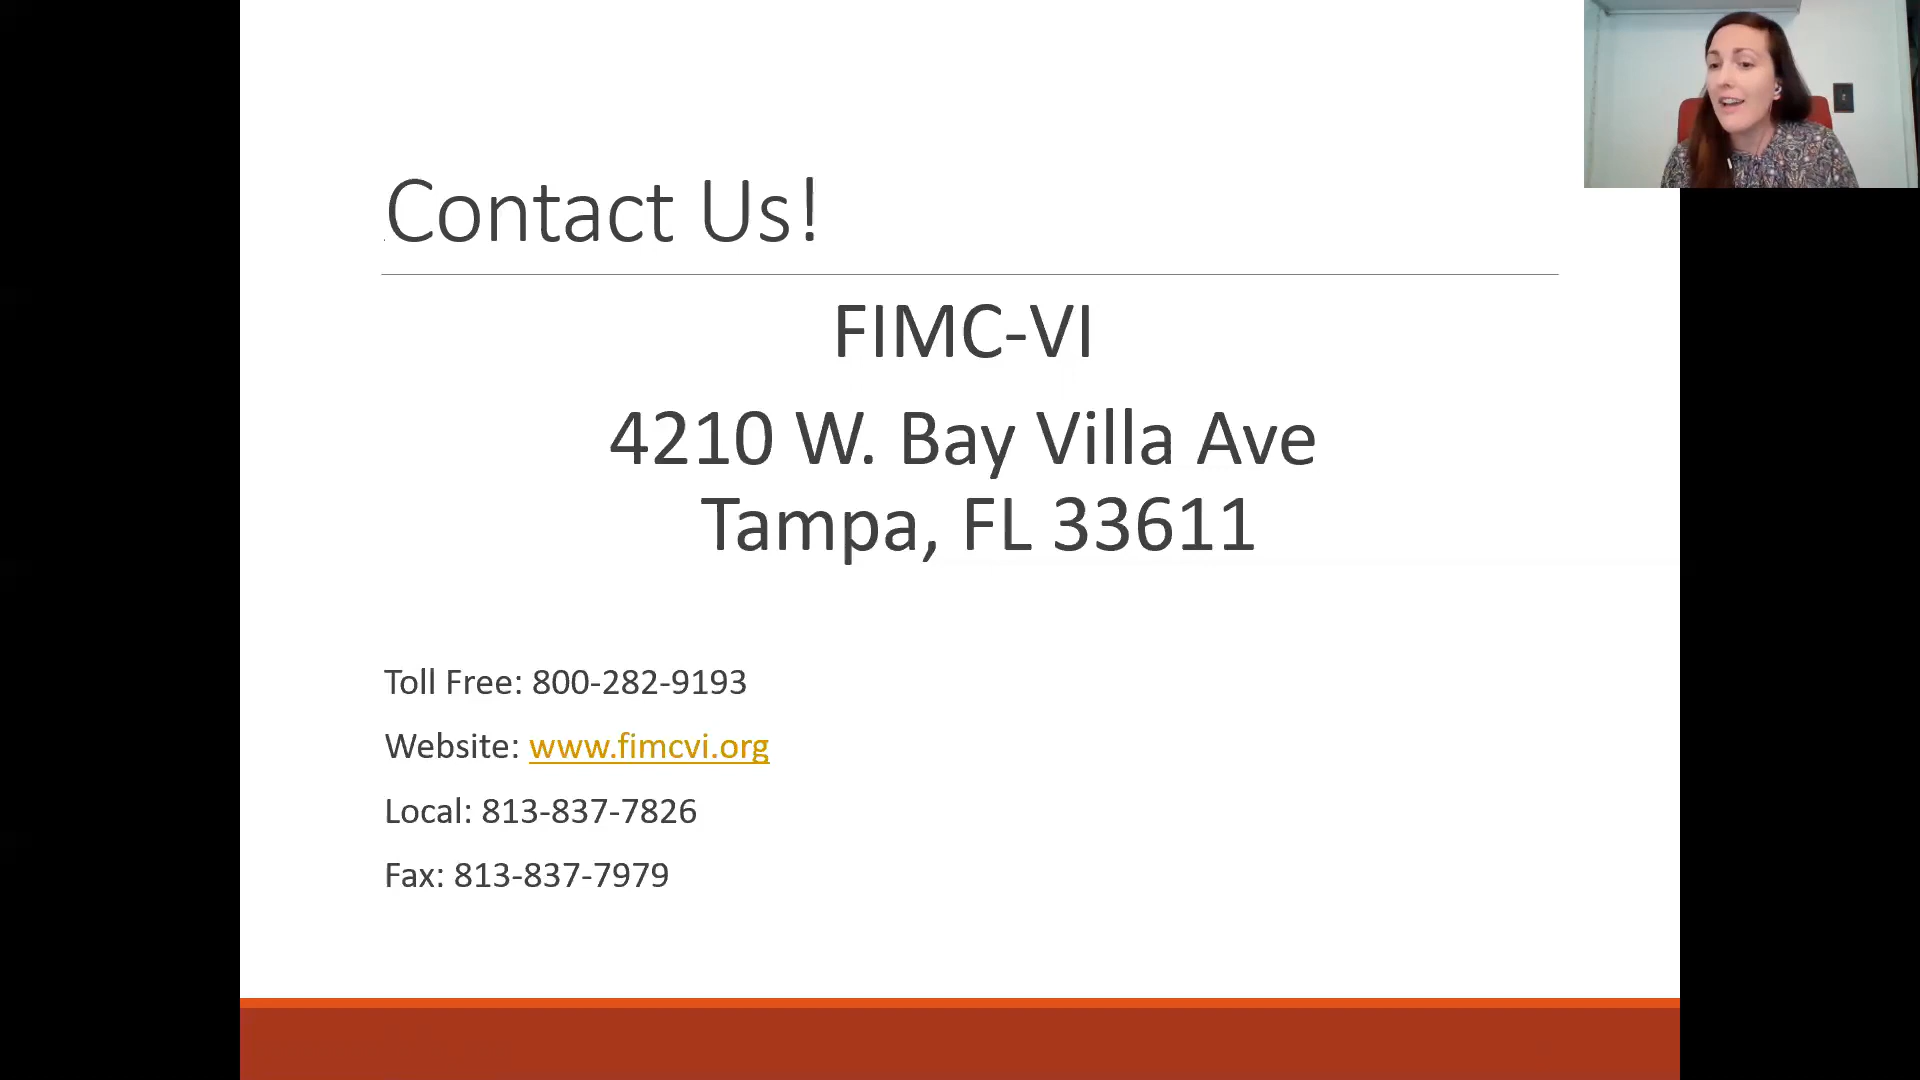 Contact Us!
FIMC-VI
4210 W. Bay Villa Ave
Tampa, FL 33611
Toll Free: 800-282-9193
Website: www.fimcvi.org
Local: 813-837-7826
Fax: 813-837-7979